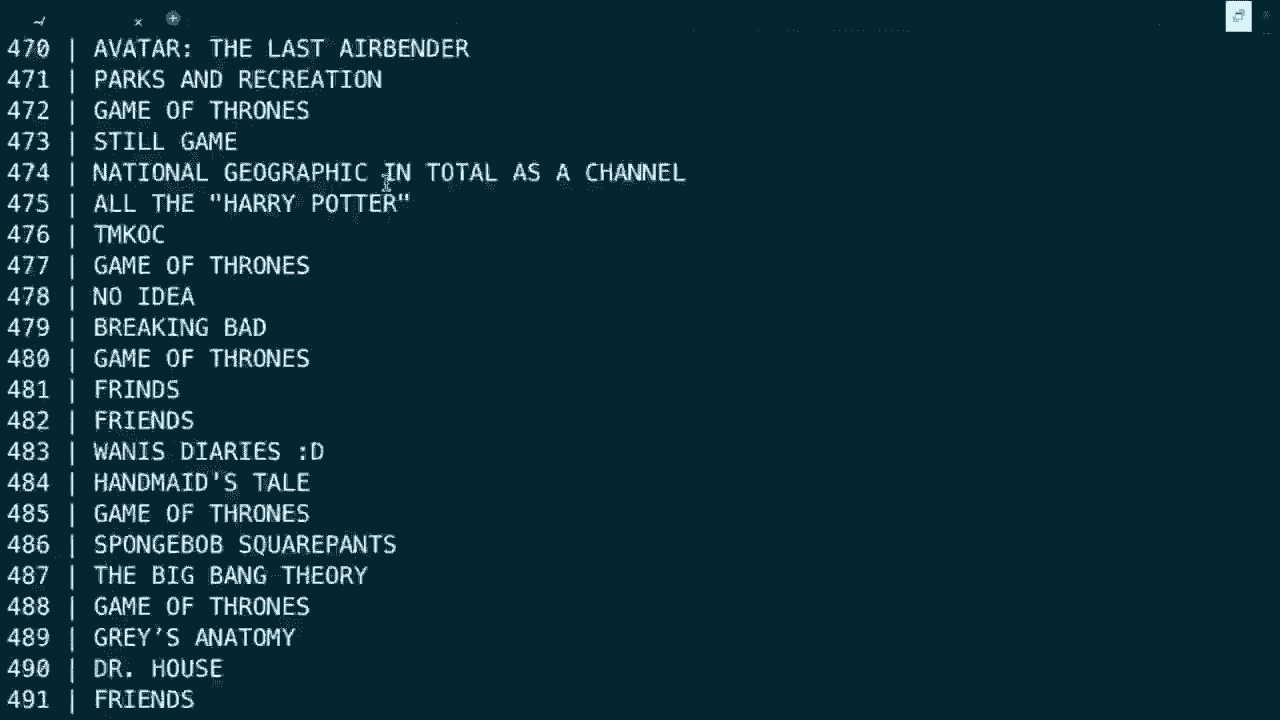 470 | AVATAR: THE LAST AIRBENDER
471 | PARKS AND RECREATION
472 | GAME OF THRONES
473 | STILL GAME
474 | NATIONAL GEOGRAPHIC IN TOTAL AS A CHANNEL
475 | ALL THE "HARRY POTTER"
476 | TMKOC
477 | GAME OF THRONES
478 | NO IDEA
479 | BREAKING BAD
480 | GAME OF THRONES
481 | FRINDS
482 | FRIENDS
483 | WANIS DIARIES :D
484 | HANDMAID'S TALE
485 | GAME OF THRONES
486 | SPONGEBOB SQUAREPANTS
487 | THE BIG BANG THEORY
488 | GAME OF THRONES
489 | GREY’S ANATOMY
490 | DR. HOUSE
491 | FRIENDS